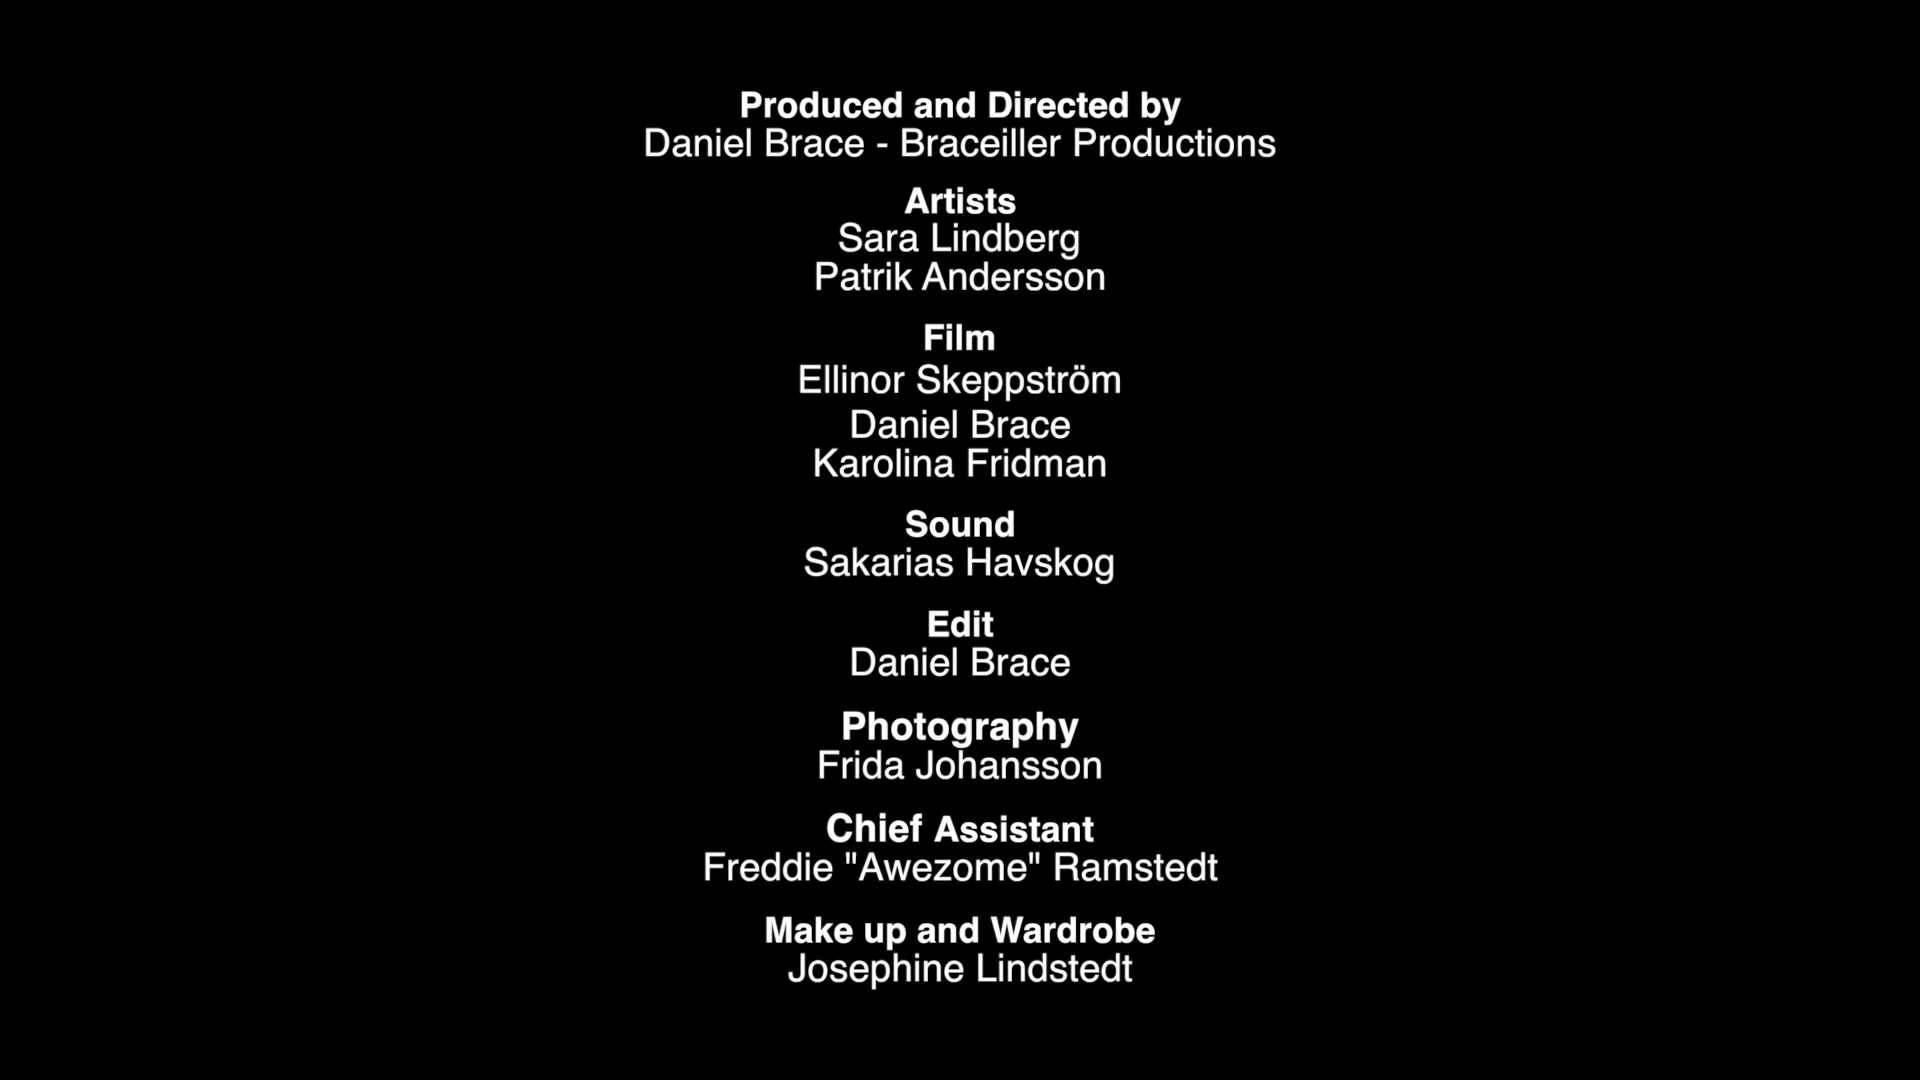 Produced and Directed by
Daniel Brace - Braceiller Productions
Artists
Sara Lindberg
Patrik Andersson
Film
Ellinor Skeppström
Daniel Brace
Karolina Fridman
Sound
Sakarias Havskog
Edit
Daniel Brace
Photography
Frida Johansson
Chief Assistant
Freddie "Awezome" Ramstedt
Make up and Wardrobe
Josephine Lindstedt